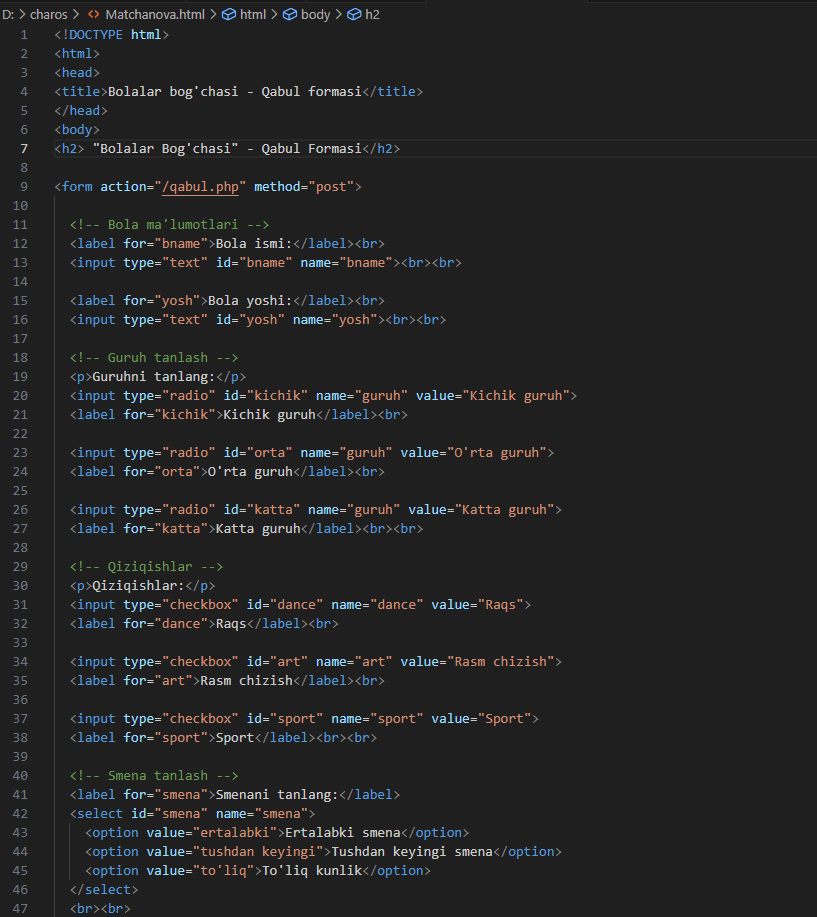 D: > charos > <> Matchanova.html > html > body > h2
1 <!DOCTYPE html>
2 <html>
3 <head>
4 <title>Bolalar bog'chasi - Qabul formasi</title>
5 </head>
6 <body>
7 <h2> "Bolalar Bog'chasi" - Qabul Formasi</h2>
8
9 <form action="/qabul.php" method="post">
10
11 <!-- Bola ma'lumotlari -->
12 <label for="bname">Bola ismi:</label><br>
13 <input type="text" id="bname" name="bname"><br><br>
14
15 <label for="yosh">Bola yoshi:</label><br>
16 <input type="text" id="yosh" name="yosh"><br><br>
17
18 <!-- Guruh tanlash -->
19 <p>Guruhni tanlang:</p>
20 <input type="radio" id="kichik" name="guruh" value="Kichik guruh">
21 <label for="kichik">Kichik guruh</label><br>
22
23 <input type="radio" id="orta" name="guruh" value="O'rta guruh">
24 <label for="orta">O'rta guruh</label><br>
25
26 <input type="radio" id="katta" name="guruh" value="Katta guruh">
27 <label for="katta">Katta guruh</label><br><br>
28
29 <!-- Qiziqishlar -->
30 <p>Qiziqishlar:</p>
31 <input type="checkbox" id="dance" name="dance" value="Raqs">
32 <label for="dance">Raqs</label><br>
33
34 <input type="checkbox" id="art" name="art" value="Rasm chizish">
35 <label for="art">Rasm chizish</label><br>
36
37 <input type="checkbox" id="sport" name="sport" value="Sport">
38 <label for="sport">Sport</label><br><br>
39
40 <!-- Smena tanlash -->
41 <label for="smena">Smenani tanlang:</label>
42 <select id="smena" name="smena">
43 <option value="ertalabki">Ertalabki smena</option>
44 <option value="tushdan keyingi">Tushdan keyingi smena</option>
45 <option value="to'liq">To'liq kunlik</option>
46 </select>
47 <br><br>